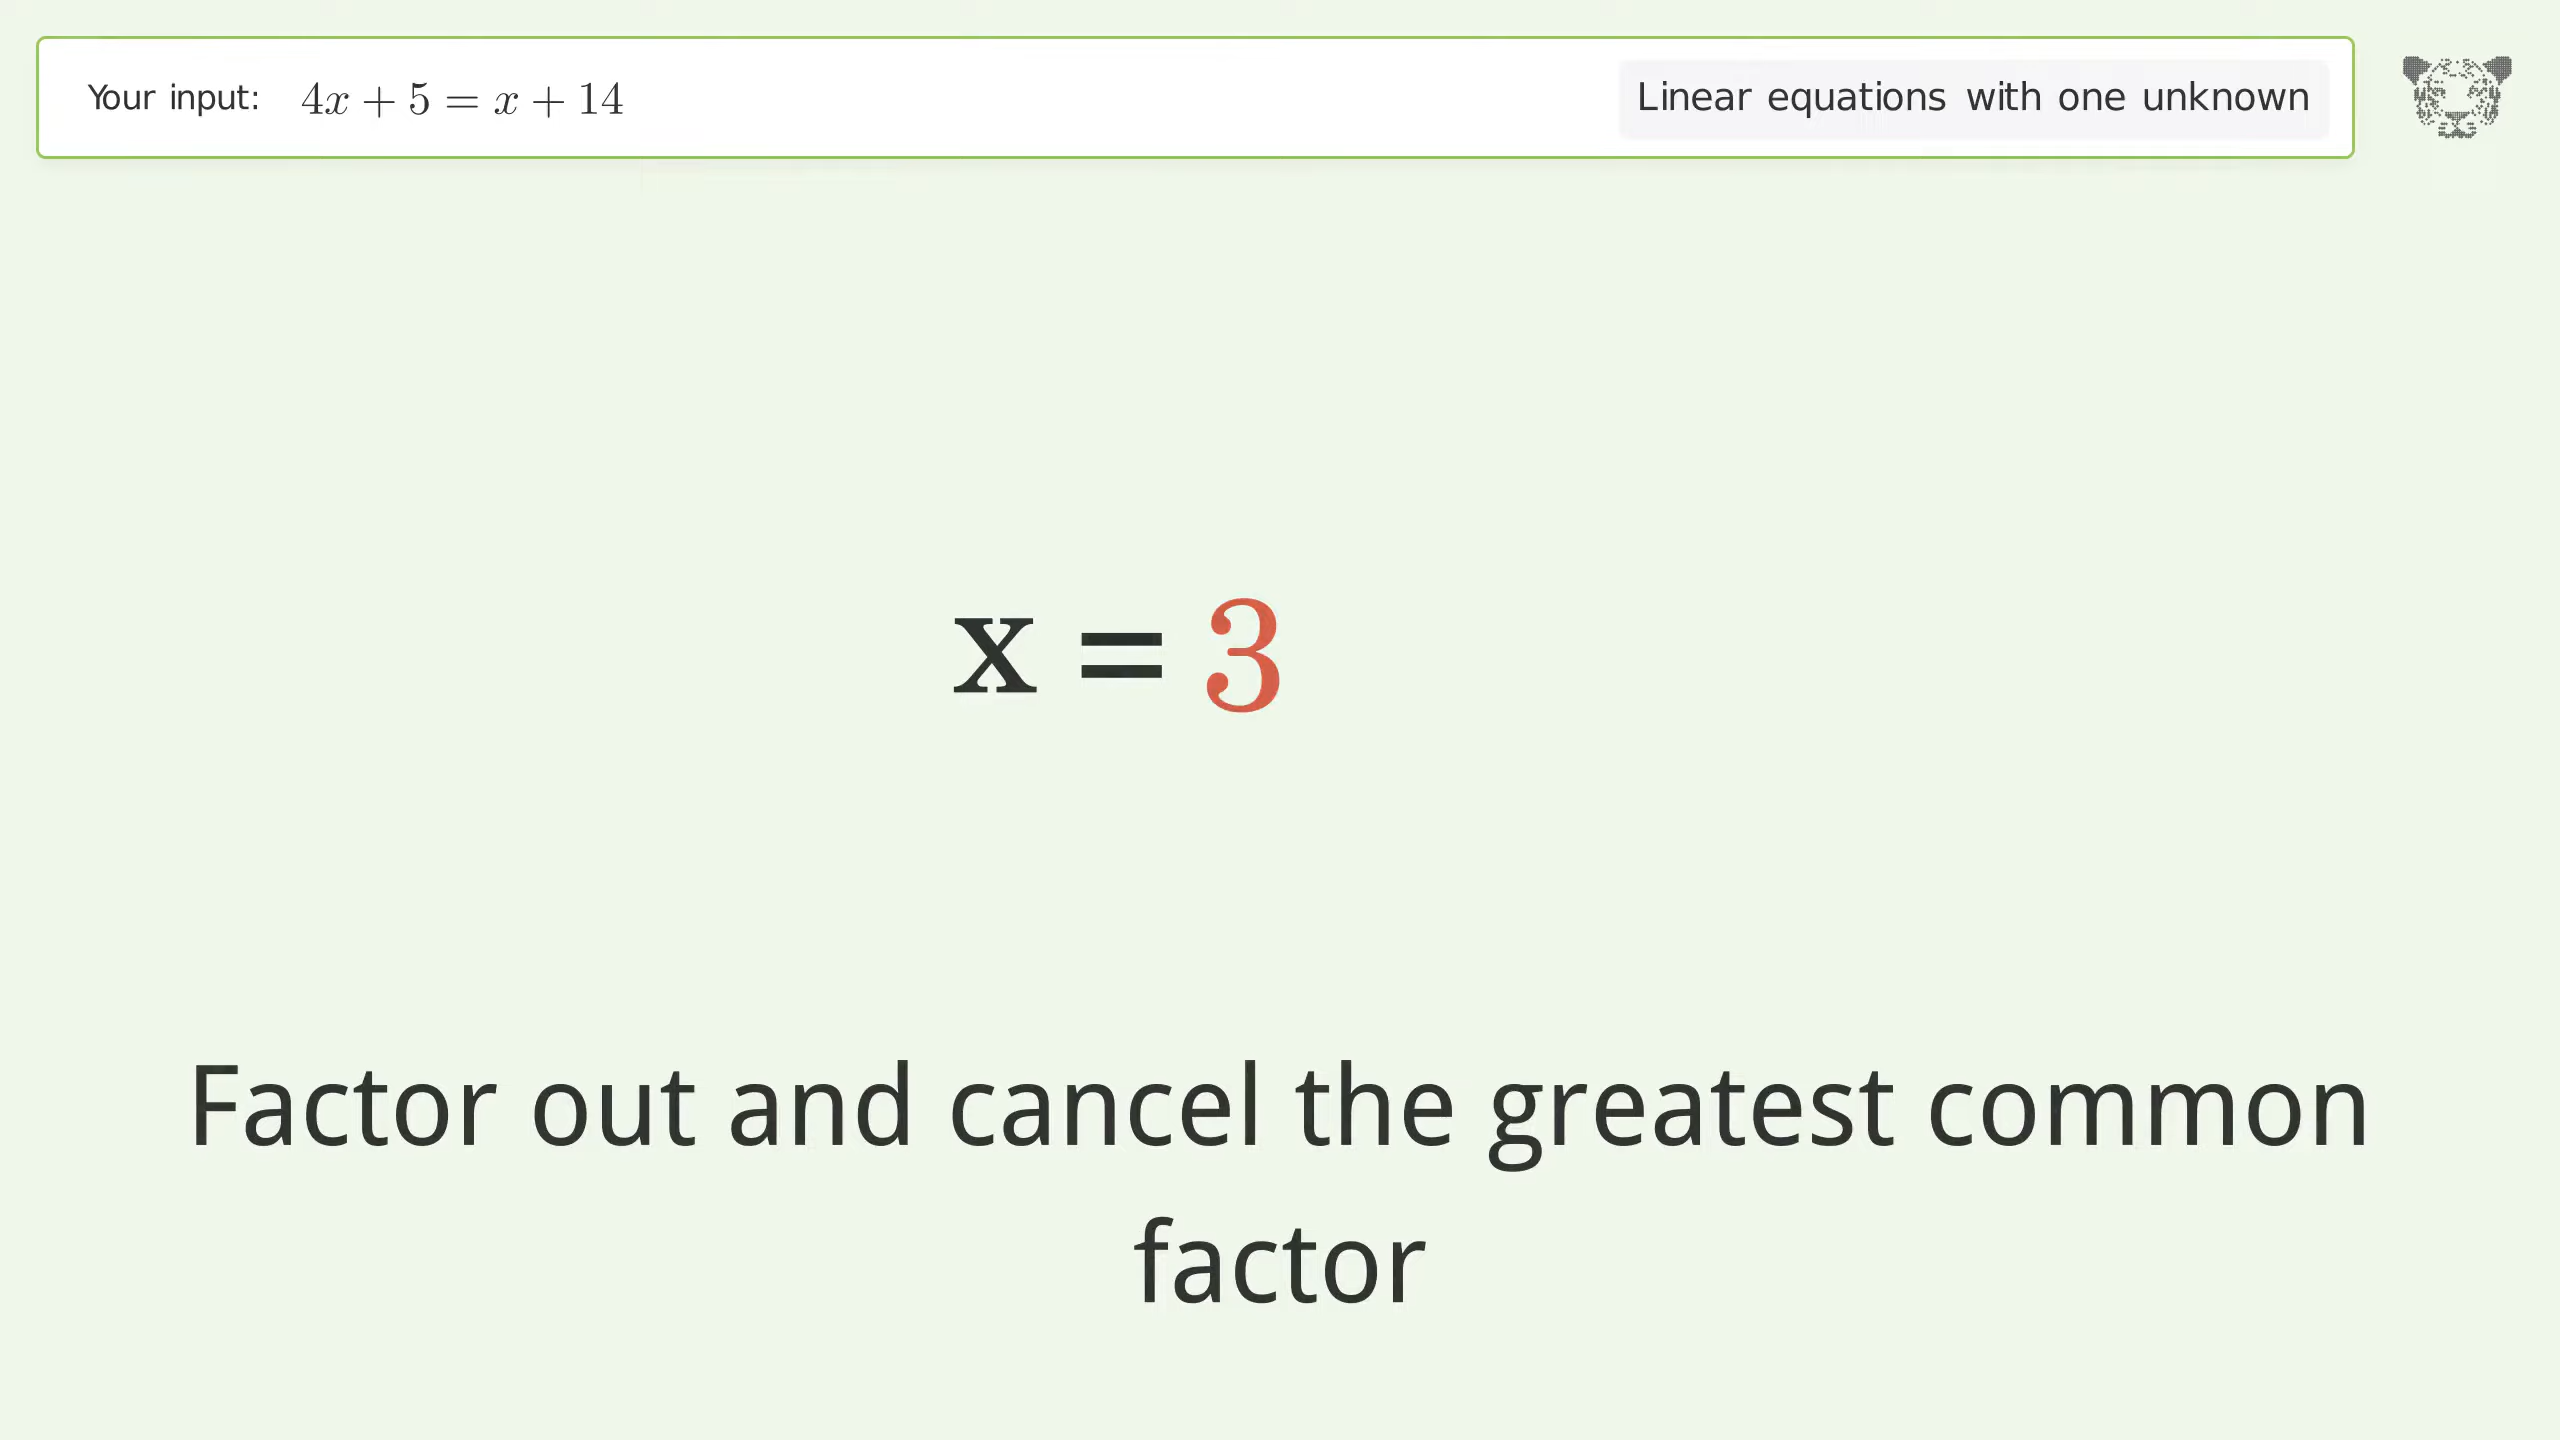 Your input: 4x + 5 = x + 14
Linear equations with one unknown
x = 3
Factor out and cancel the greatest common
factor